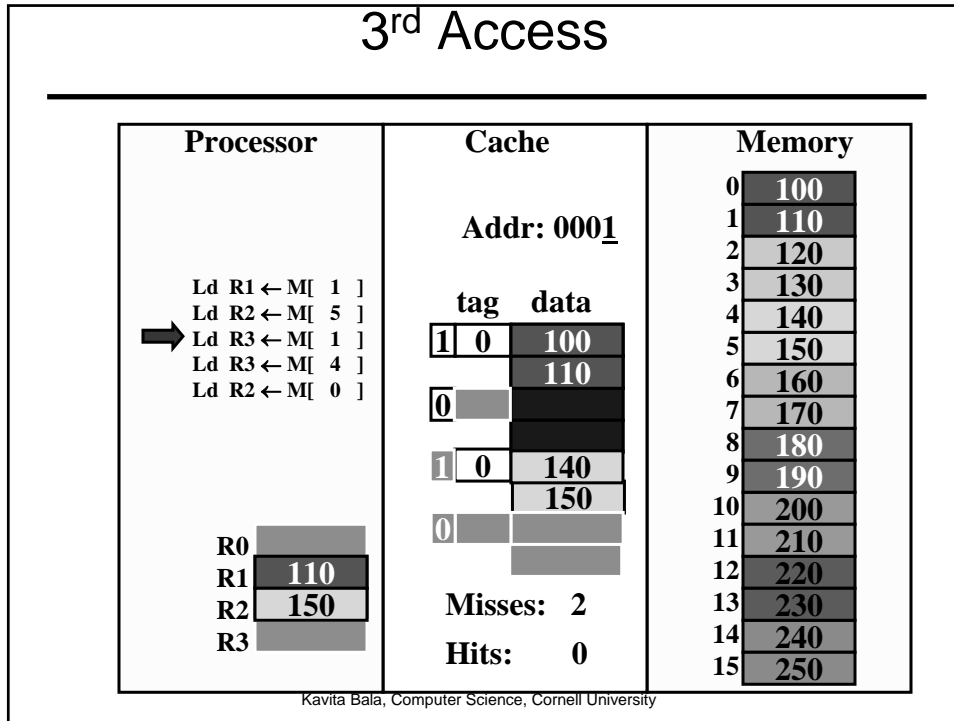 3rd Access
Processor
Ld R1 ← M[ 1 ]
Ld R2 ← M[ 5 ]
Ld R3 ← M[ 1 ]
Ld R3 ← M[ 4 ]
Ld R2 ← M[ 0 ]
R0
R1 110
R2 150
R3
Cache
Addr: 0001
tag data
1 0 100
110
0
1 0 140
150
0
Misses: 2
Hits: 0
Memory
0 100
1 110
2 120
3 130
4 140
5 150
6 160
7 170
8 180
9 190
10 200
11 210
12 220
13 230
14 240
15 250
Kavita Bala, Computer Science, Cornell University